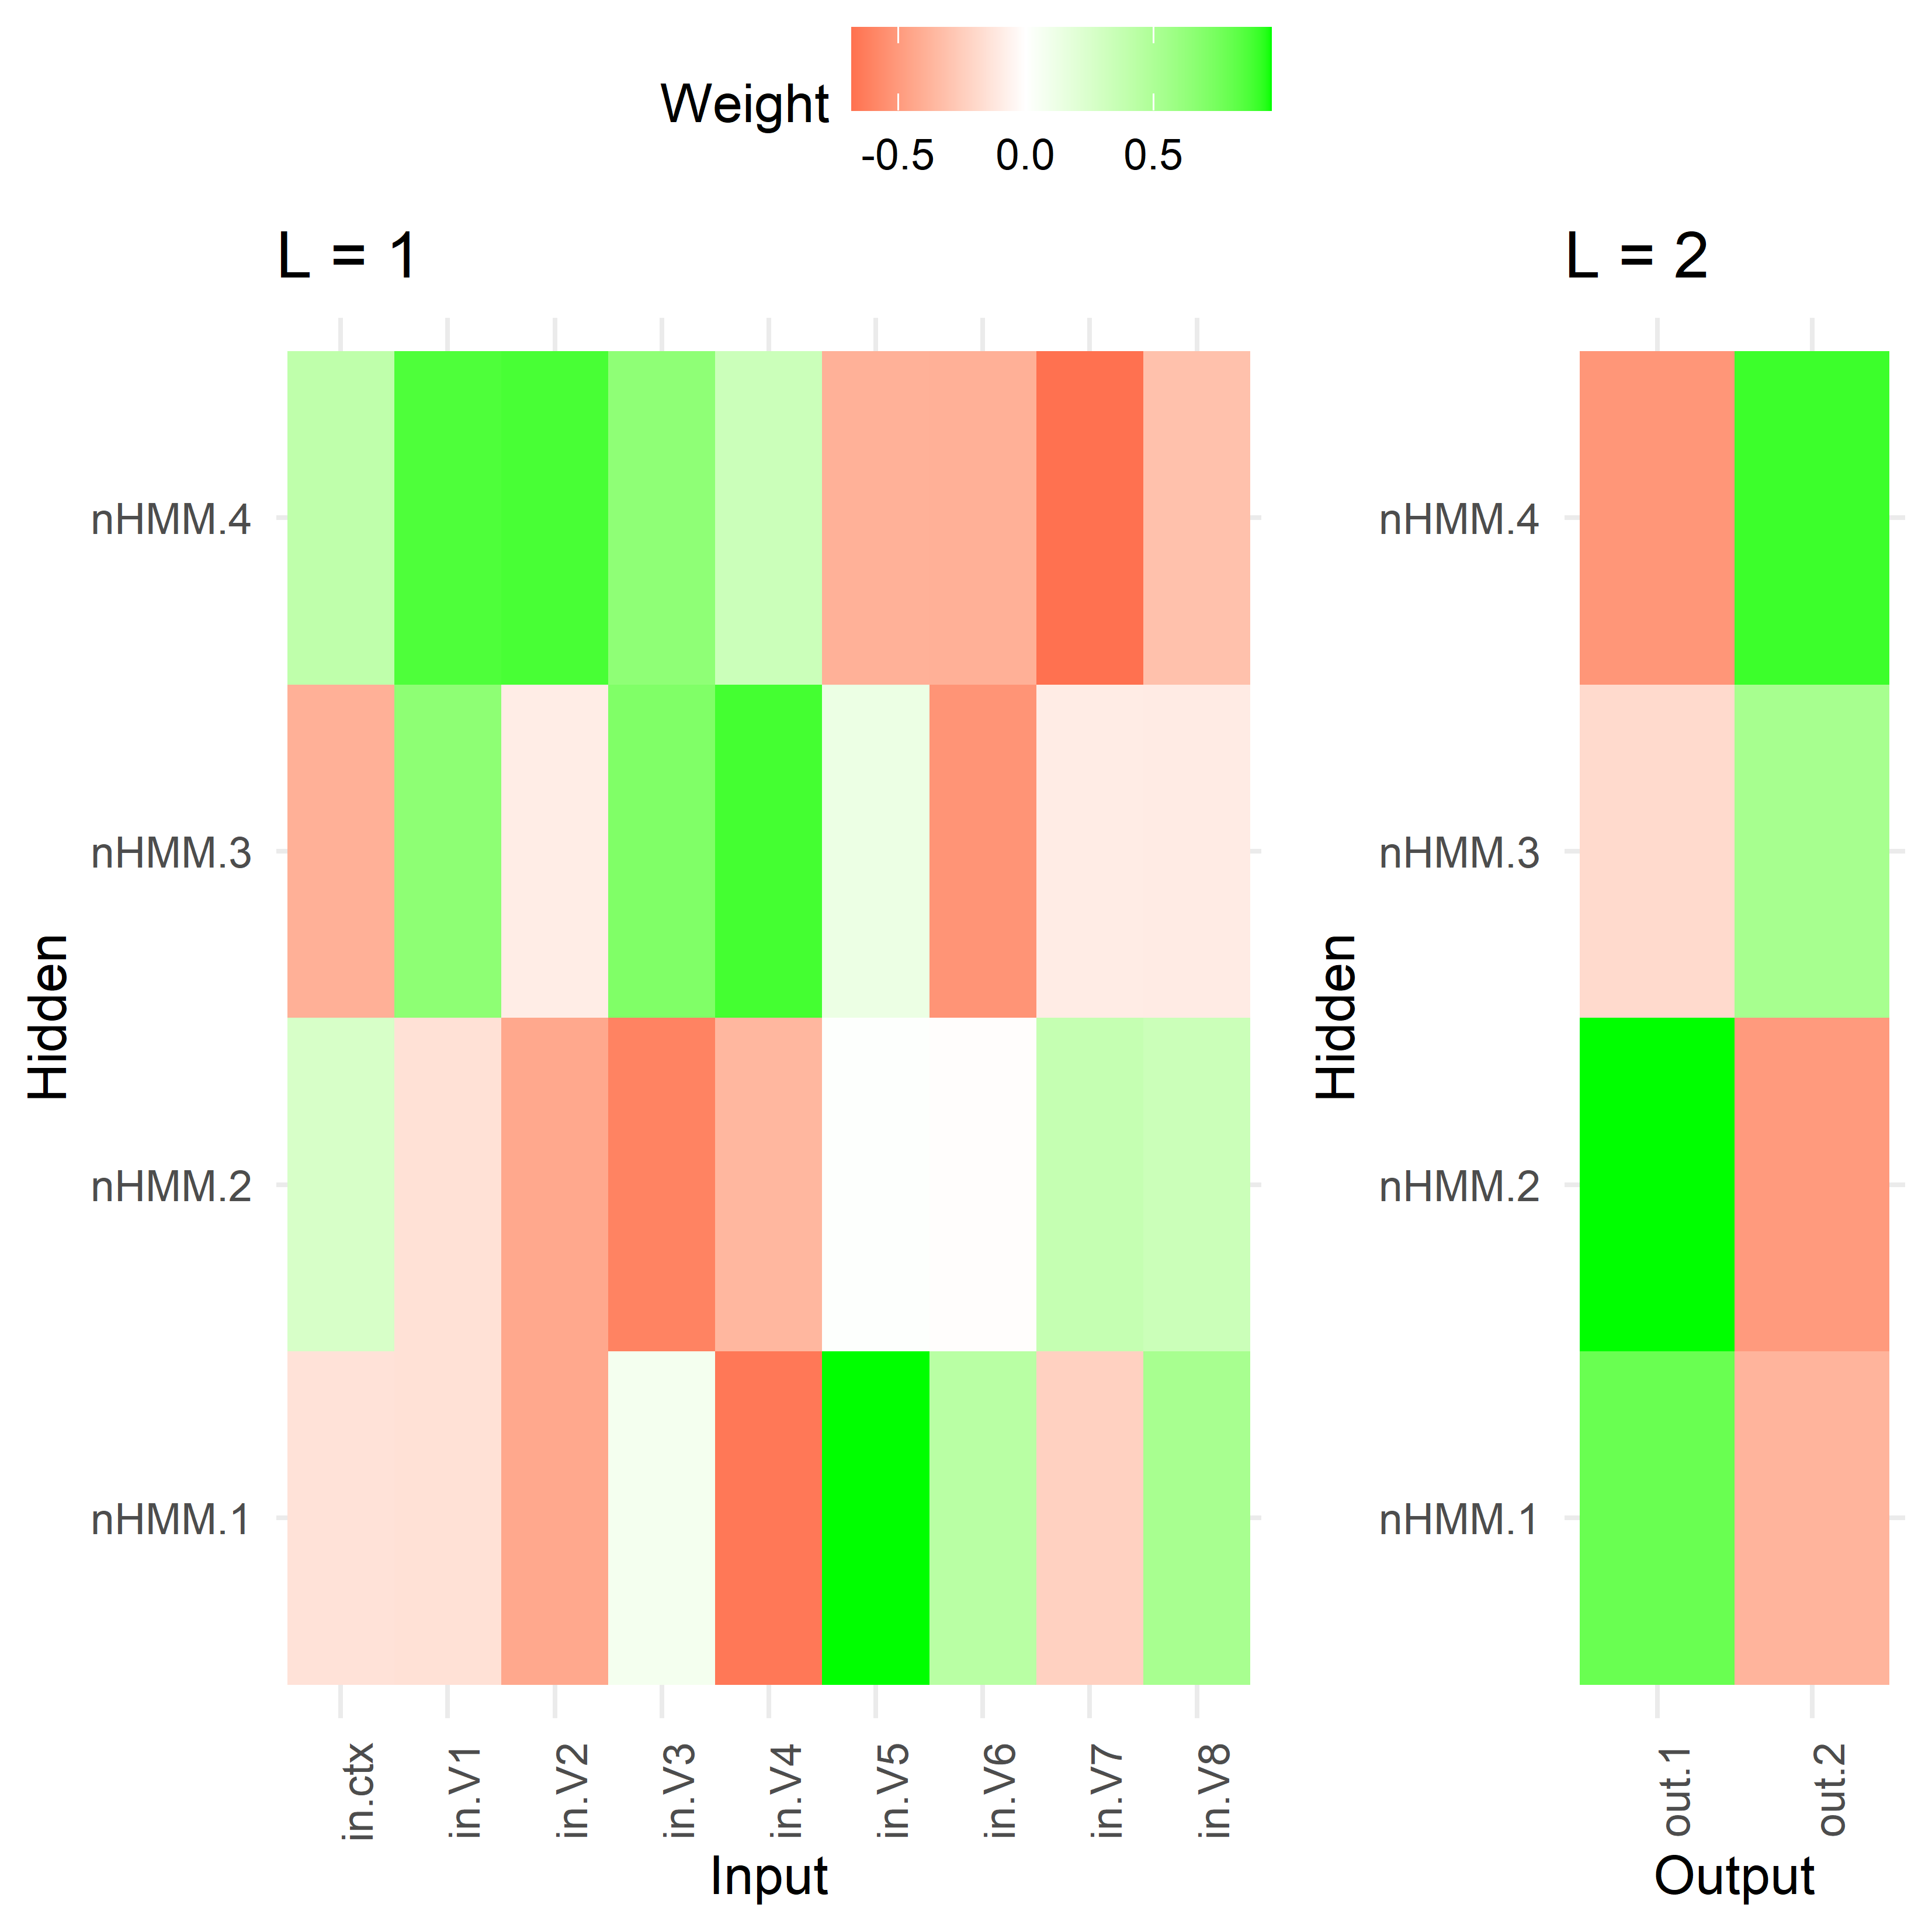 Weight
-0.5 0.0 0.5
L = 1
nHMM.4
nHMM.3
nHMM.2
nHMM.1
Hidden
in.ctx in.V1 in.V2 in.V3 in.V4 in.V5 in.V6 in.V7 in.V8
Input
L = 2
nHMM.4
nHMM.3
nHMM.2
nHMM.1
Hidden
out.1 out.2
Output